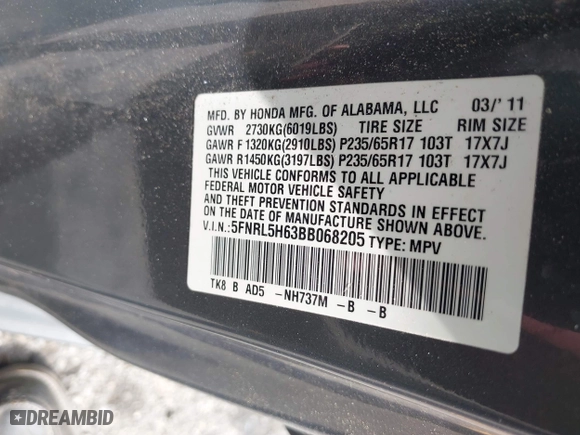 MFD. BY HONDA MFG. OF ALABAMA, LLC 03/'11
GVWR 2730KG(6019LBS) TIRE SIZE RIM SIZE
GAWR F1320KG(2910LBS) P235/65R17 103T 17X7J
GAWR R1450KG(3197LBS) P235/65R17 103T 17X7J
THIS VEHICLE CONFORMS TO ALL APPLICABLE
FEDERAL MOTOR VEHICLE SAFETY
AND THEFT PREVENTION STANDARDS IN EFFECT
ON THE DATE OF MANUFACTURE SHOWN ABOVE.
V.I.N.: 5FNRL5H63BB068205 TYPE: MPV
TK8 B AD5 -NH737M -B -B
DREAMBID